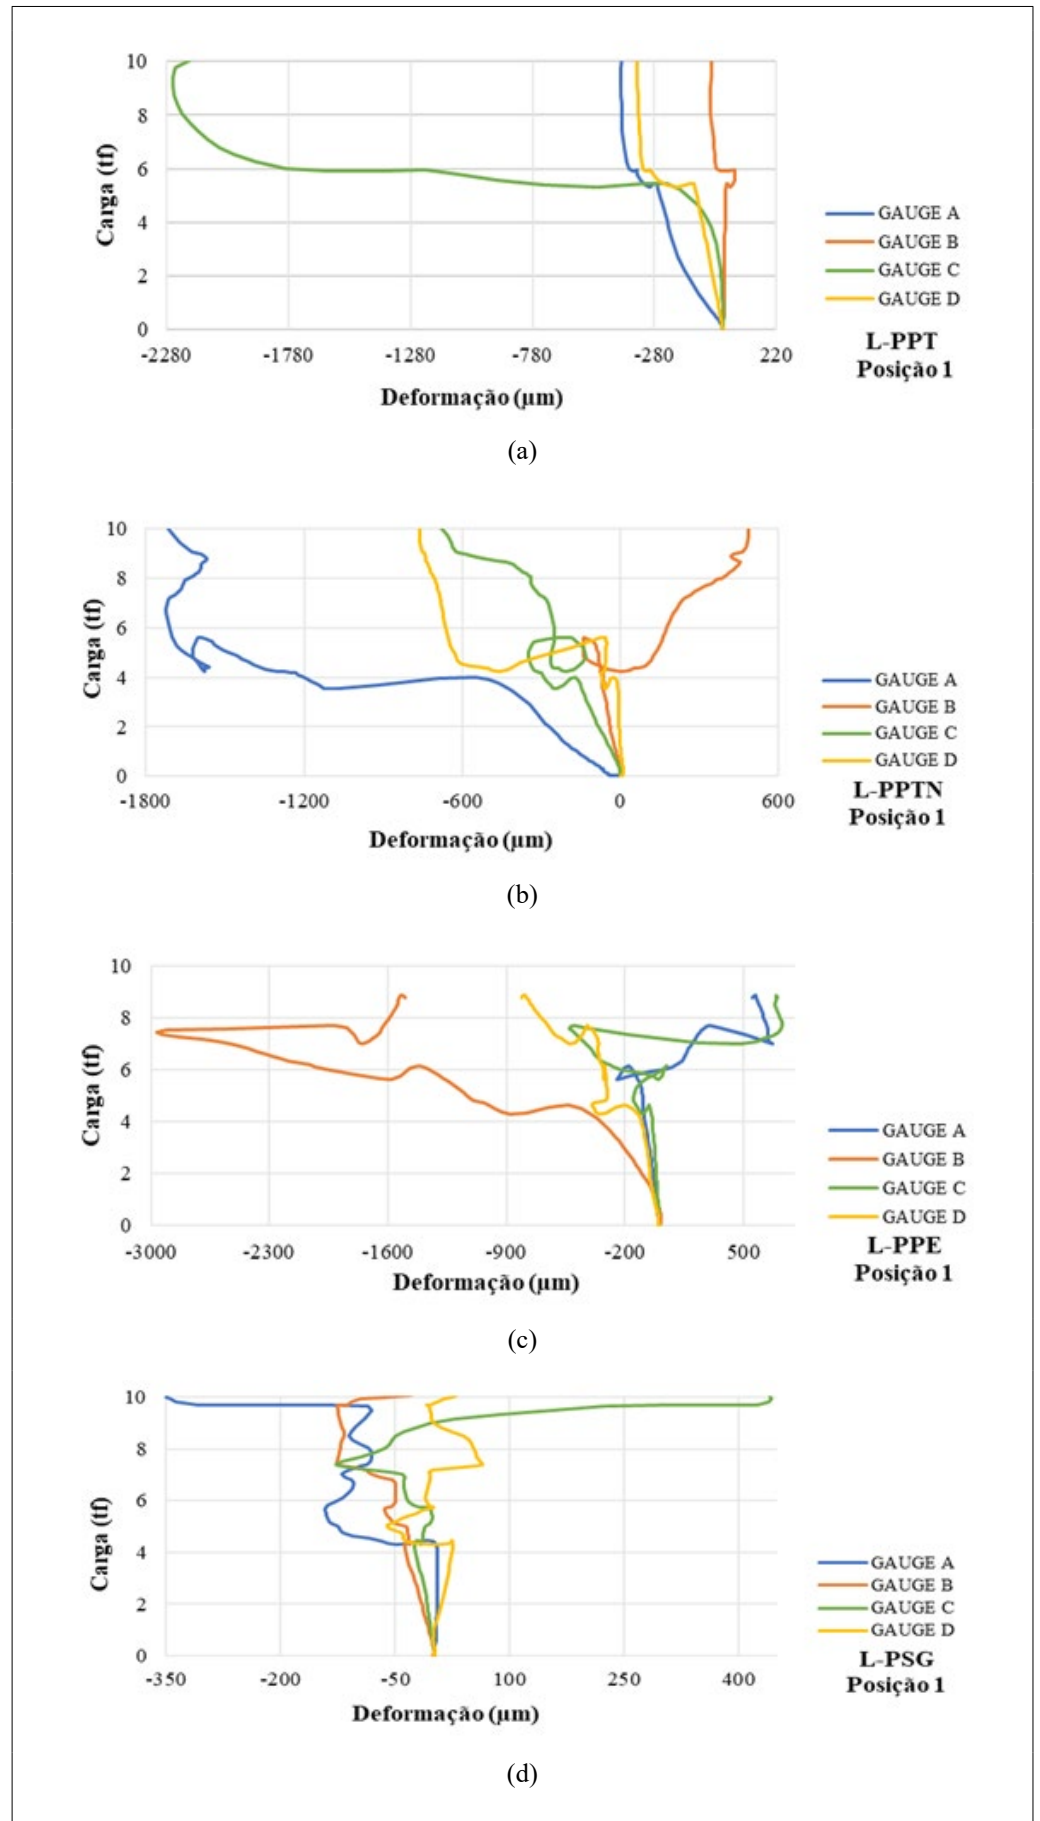 10
8
6
4
2
0
Carga (tf)
-2280 -1780 -1280 -780 -280 220
Deformação (µm)
GAUGE A
GAUGE B
GAUGE C
GAUGE D
L-PPT
Posição 1
(a)
10
8
6
4
2
0
Carga (tf)
-1800 -1200 -600 0 600
Deformação (µm)
GAUGE A
GAUGE B
GAUGE C
GAUGE D
L-PPTN
Posição 1
(b)
10
8
6
4
2
0
Carga (tf)
-3000 -2300 -1600 -900 -200 500
Deformação (µm)
GAUGE A
GAUGE B
GAUGE C
GAUGE D
L-PPE
Posição 1
(c)
10
8
6
4
2
0
Carga (tf)
-350 -200 -50 100 250 400
Deformação (µm)
GAUGE A
GAUGE B
GAUGE C
GAUGE D
L-PSG
Posição 1
(d)